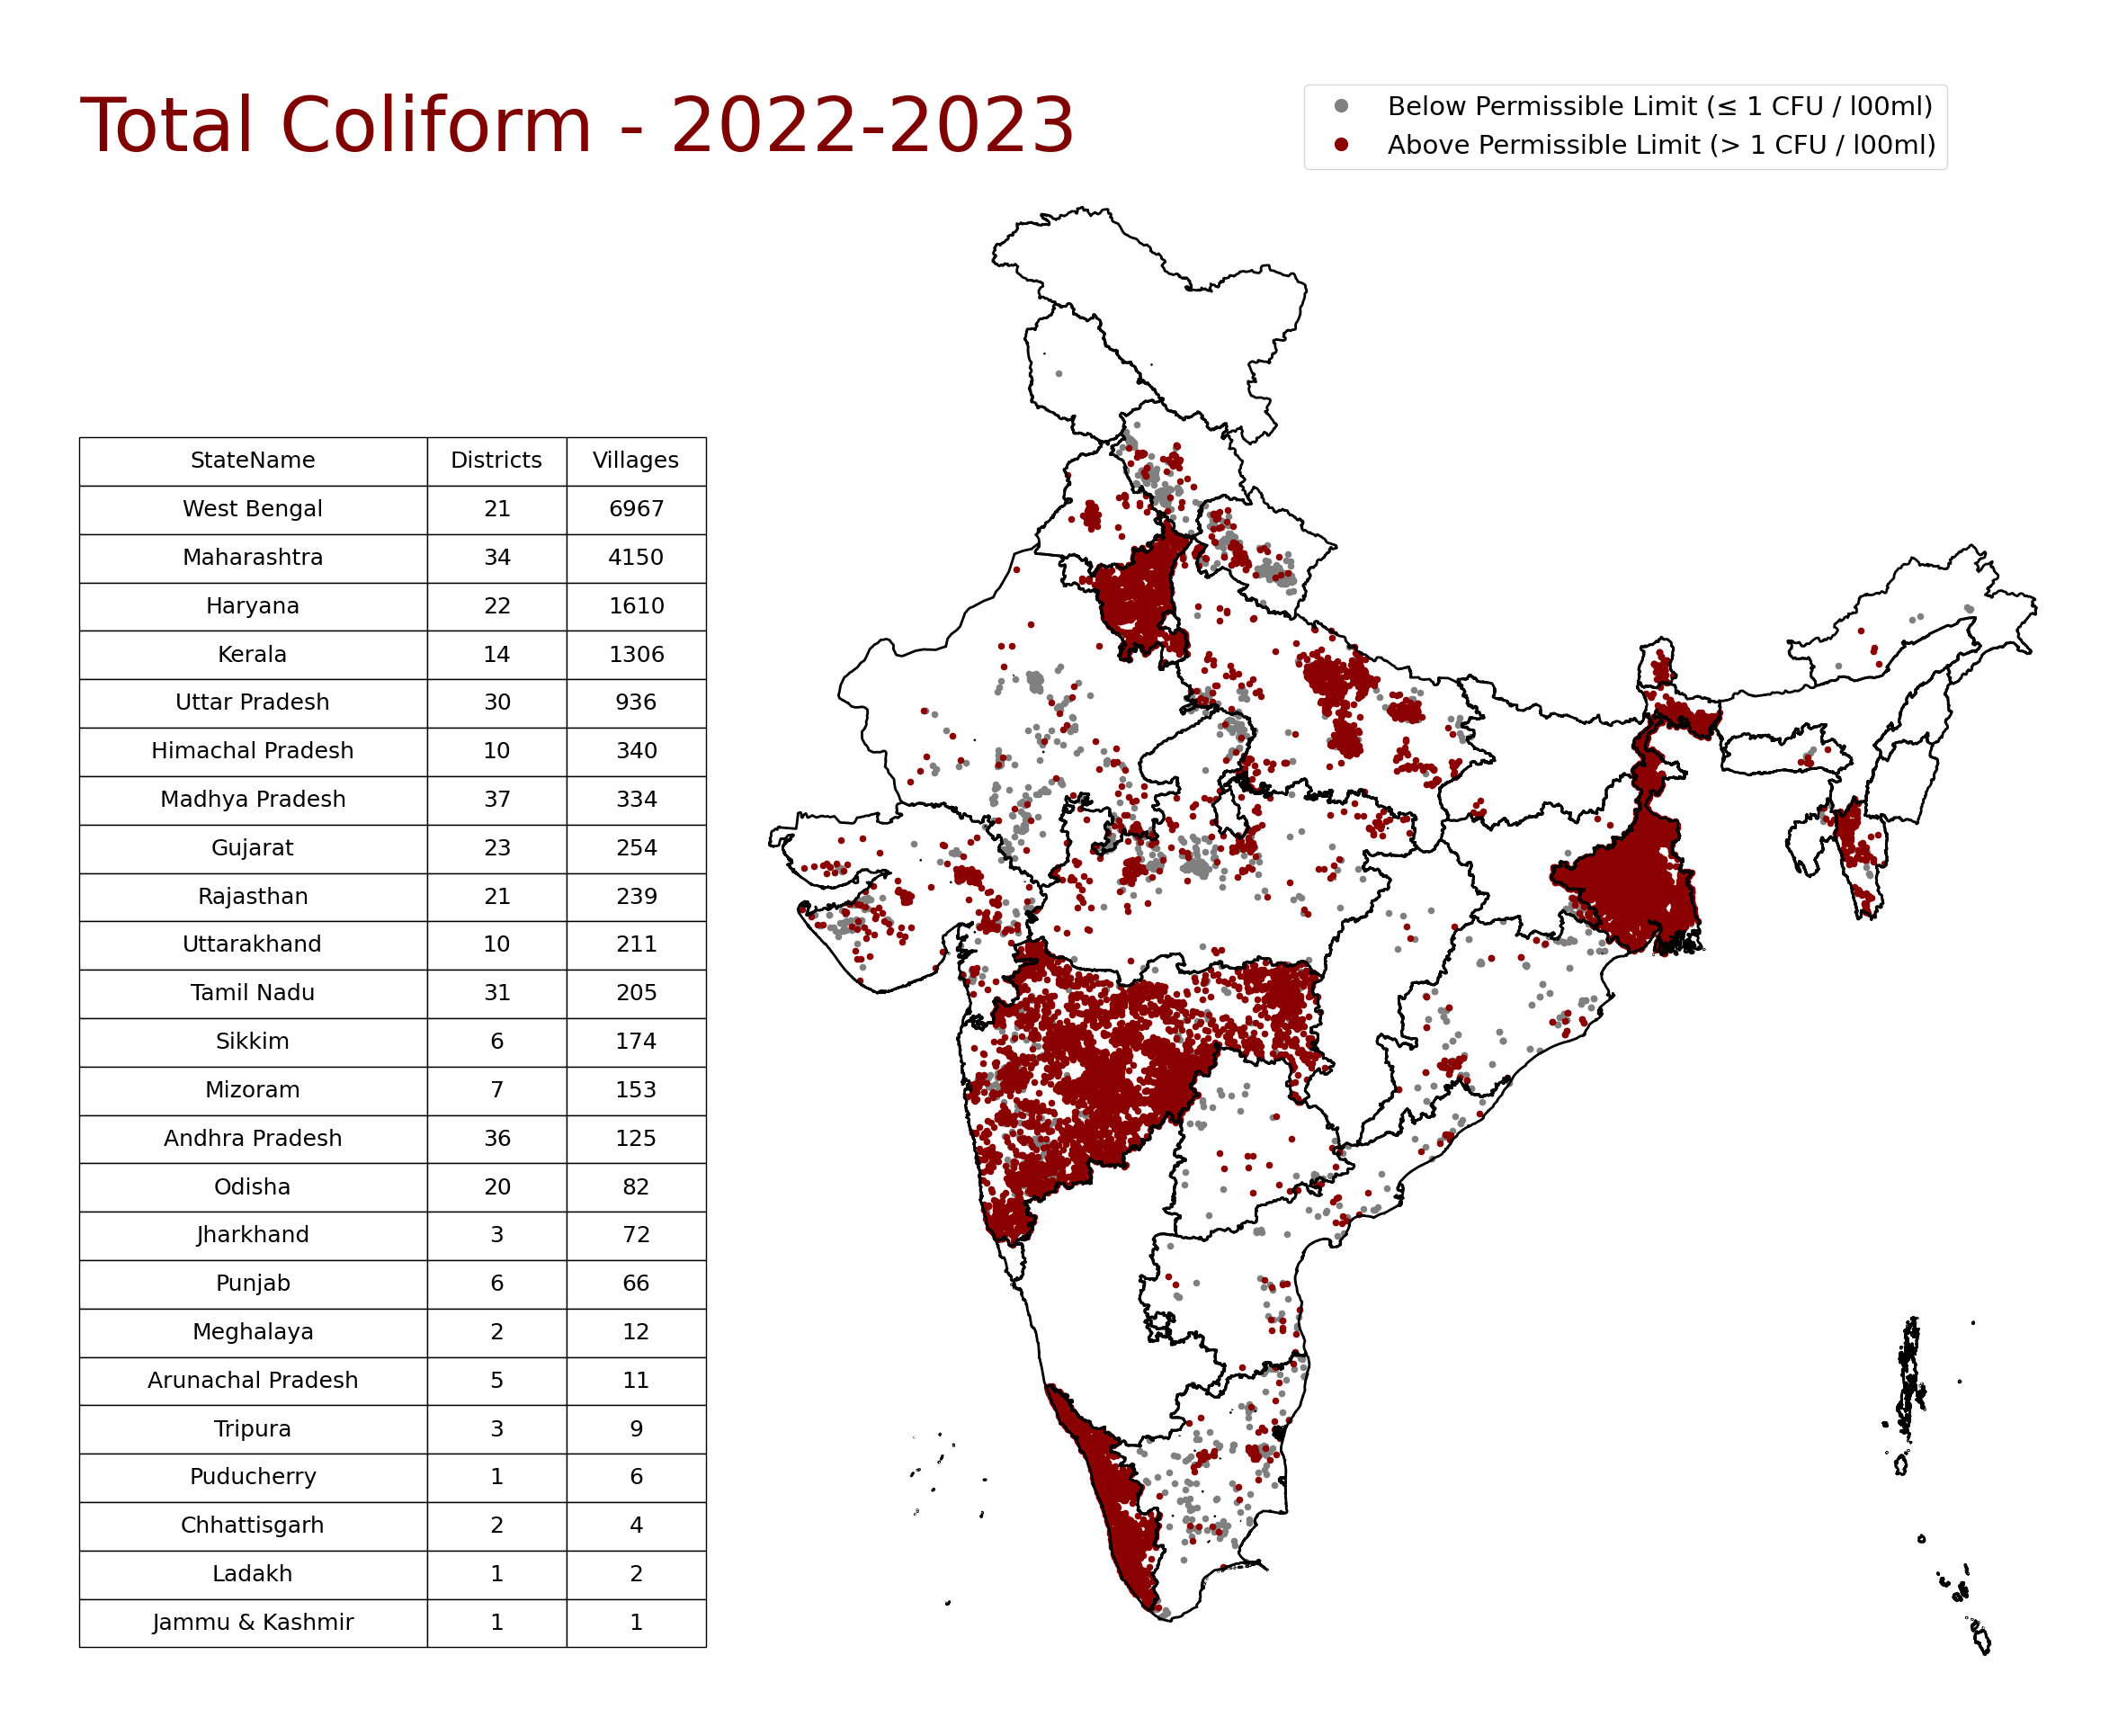 Total Coliform - 2022-2023
Below Permissible Limit (≤ 1 CFU / l00ml)
Above Permissible Limit (> 1 CFU / l00ml)
StateName Districts Villages
West Bengal 21 6967
Maharashtra 34 4150
Haryana 22 1610
Kerala 14 1306
Uttar Pradesh 30 936
Himachal Pradesh 10 340
Madhya Pradesh 37 334
Gujarat 23 254
Rajasthan 21 239
Uttarakhand 10 211
Tamil Nadu 31 205
Sikkim 6 174
Mizoram 7 153
Andhra Pradesh 36 125
Odisha 20 82
Jharkhand 3 72
Punjab 6 66
Meghalaya 2 12
Arunachal Pradesh 5 11
Tripura 3 9
Puducherry 1 6
Chhattisgarh 2 4
Ladakh 1 2
Jammu & Kashmir 1 1